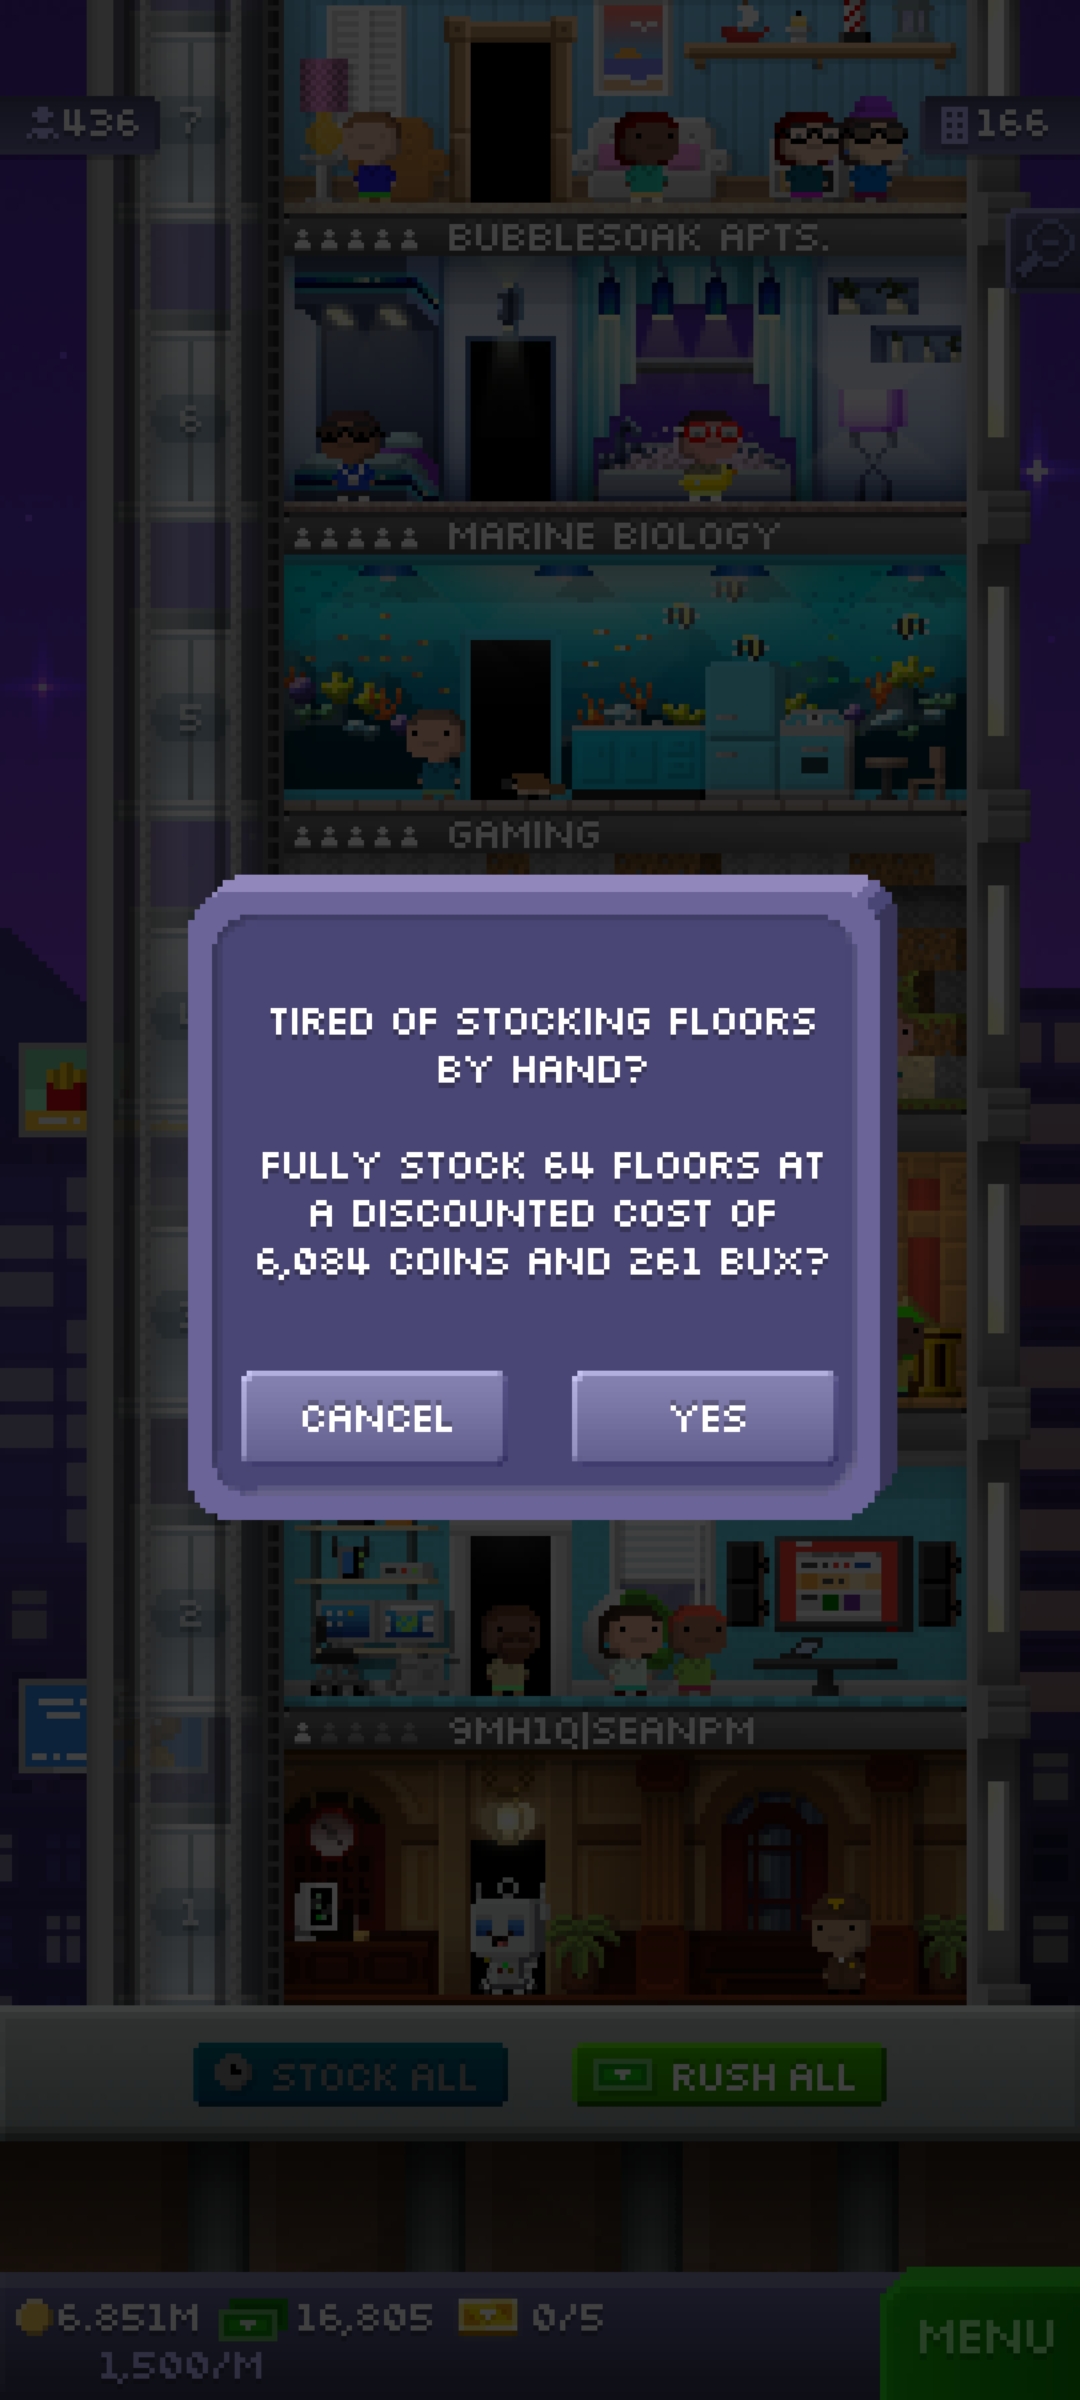 436
7
166
BUBBLESOAK APTS.
6
MARINE BIOLOGY
5
GAMING
TIRED OF STOCKING FLOORS
BY HAND?
FULLY STOCK 64 FLOORS AT
A DISCOUNTED COST OF
6,084 COINS AND 261 BUX?
CANCEL
YES
2
9MH1Q|SEANPM
1
STOCK ALL
RUSH ALL
6.851M
16,805
0/5
1,500/M
MENU